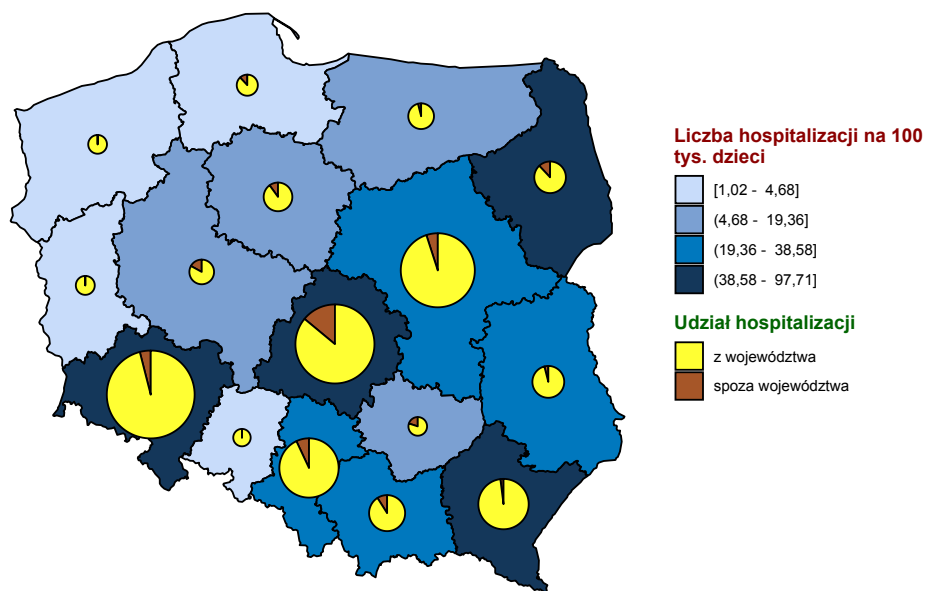 Liczba hospitalizacji na 100
tys. dzieci
[1,02 - 4,68]
(4,68 - 19,36]
(19,36 - 38,58]
(38,58 - 97,71]
Udział hospitalizacji
z województwa
spoza województwa